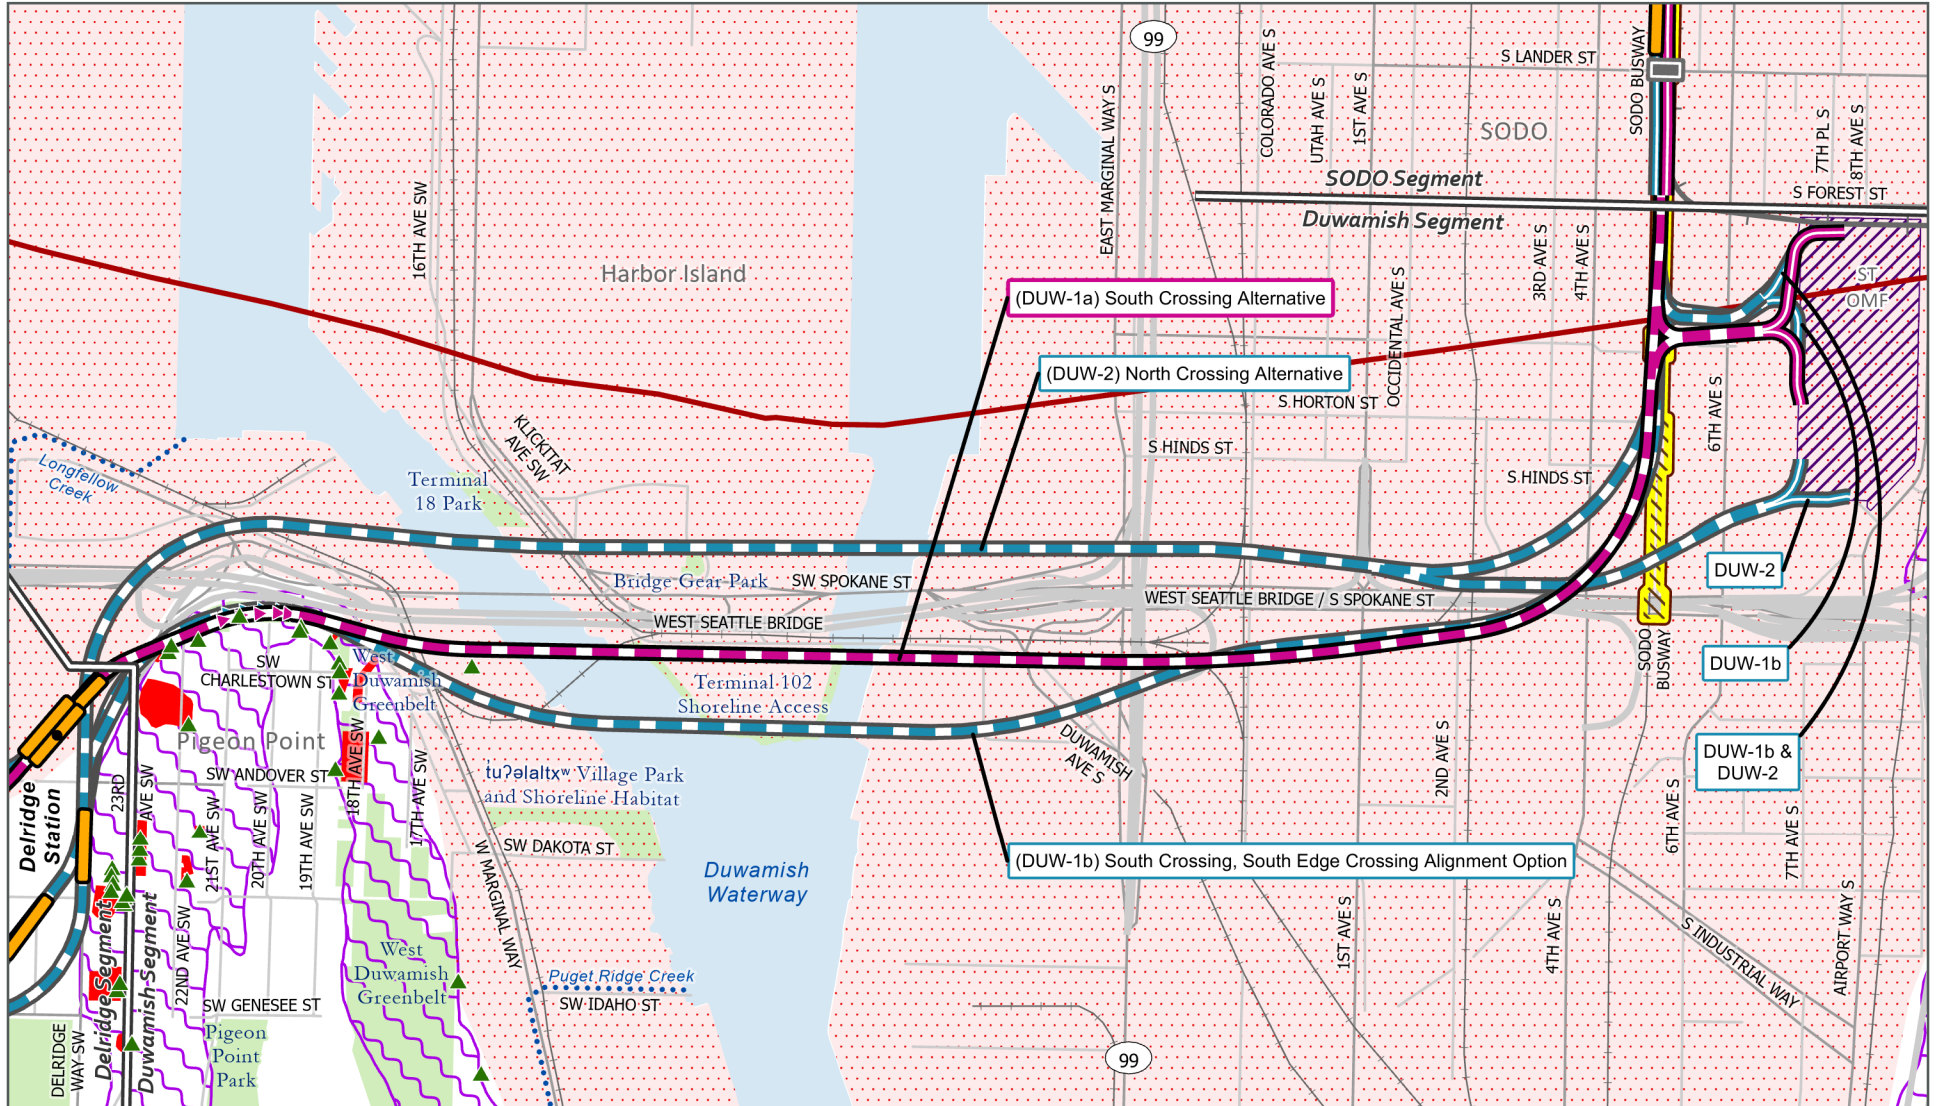 99
S LANDER ST
SODO BUSWAY
COLORADO AVE S
UTAH AVE S
1ST AVE S
EAST MARGINAL WAY S
SODO
7TH PL S
8TH AVE S
SODO Segment
S FOREST ST
Duwamish Segment
16TH AVE SW
Harbor Island
3RD AVE S
4TH AVE S
OCCIDENTAL AVE S
ST
OMF
(DUW-1a) South Crossing Alternative
(DUW-2) North Crossing Alternative
S HORTON ST
6TH AVE S
KLICKITAT
AVE SW
S HINDS ST
S HINDS ST
Longfellow
Creek
Terminal
18 Park
Bridge Gear Park
SW SPOKANE ST
WEST SEATTLE BRIDGE / S SPOKANE ST
DUW-2
WEST SEATTLE BRIDGE
SODO
BUSWAY
DUW-1b
SW
CHARLESTOWN ST
West
Duwamish
Greenbelt
Terminal 102
Shoreline Access
Pigeon Point
18TH AVE SW
17TH AVE SW
DUWAMISH
AVE S
2ND AVE S
DUW-1b &
DUW-2
SW ANDOVER ST
tuʔəlaltxʷ Village Park
and Shoreline Habitat
Delridge
Station
23RD
AVE SW
21ST AVE SW
20TH AVE SW
19TH AVE SW
6TH AVE S
7TH AVE S
SW DAKOTA ST
W MARGINAL WAY
(DUW-1b) South Crossing, South Edge Crossing Alignment Option
Duwamish
Waterway
Delridge Segment
Duwamish Segment
22ND AVE SW
West
Duwamish
Greenbelt
1ST AVE S
4TH AVE S
S INDUSTRIAL WAY
AIRPORT WAY S
Puget Ridge Creek
SW IDAHO ST
SW GENESEE ST
DELRIDGE
WAY SW
Pigeon
Point
Park
99